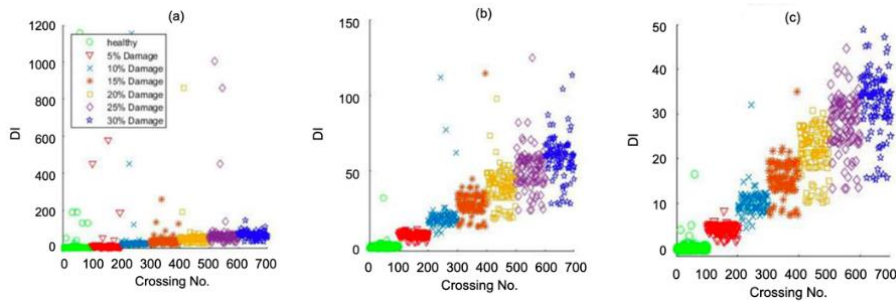 (a)
1200
1000
800
600
400
200
0
DI
healthy
5% Damage
10% Damage
15% Damage
20% Damage
25% Damage
30% Damage
0 100 200 300 400 500 600 700
Crossing No.
(b)
150
100
50
0
DI
0 100 200 300 400 500 600 700
Crossing No.
(c)
50
40
30
20
10
0
DI
0 100 200 300 400 500 600 700
Crossing No.